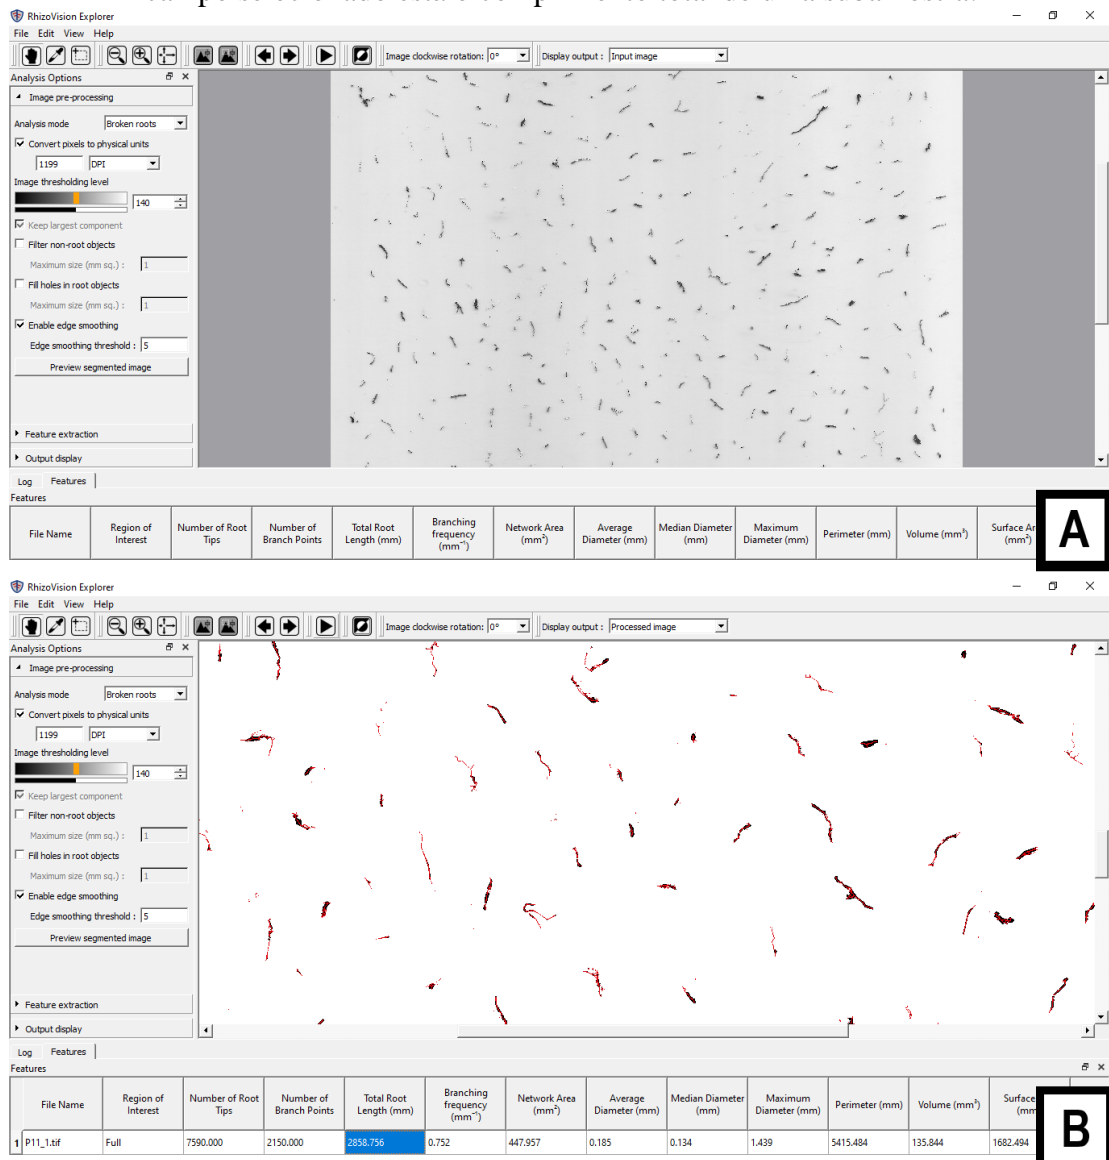 RhizoVision Explorer
File Edit View Help
Image clockwise rotation: 0° Display output : Input image
Analysis Options
Image pre-processing
Analysis mode Broken roots
Convert pixels to physical units
1199 DPI
Image thresholding level
140
Keep largest component
Filter non-root objects
Maximum size (mm sq.) : 1
Fill holes in root objects
Maximum size (mm sq.) : 1
Enable edge smoothing
Edge smoothing threshold : 5
Preview segmented image
Feature extraction
Output display
Log Features
Features
File Name Region of Interest Number of Root Tips Number of Branch Points Total Root Length (mm) Branching frequency (mm⁻¹) Network Area (mm²) Average Diameter (mm) Median Diameter (mm) Maximum Diameter (mm) Perimeter (mm) Volume (mm³) Surface Ar (mm²)
A
RhizoVision Explorer
File Edit View Help
Image clockwise rotation: 0° Display output : Processed image
Analysis Options
Image pre-processing
Analysis mode Broken roots
Convert pixels to physical units
1199 DPI
Image thresholding level
140
Keep largest component
Filter non-root objects
Maximum size (mm sq.) : 1
Fill holes in root objects
Maximum size (mm sq.) : 1
Enable edge smoothing
Edge smoothing threshold : 5
Preview segmented image
Feature extraction
Output display
Log Features
Features
File Name Region of Interest Number of Root Tips Number of Branch Points Total Root Length (mm) Branching frequency (mm⁻¹) Network Area (mm²) Average Diameter (mm) Median Diameter (mm) Maximum Diameter (mm) Perimeter (mm) Volume (mm³) Surface (mm
1 P11_1.tif Full 7590.000 2150.000 2858.756 0.752 447.957 0.185 0.134 1.439 5415.484 135.844 1682.494
B